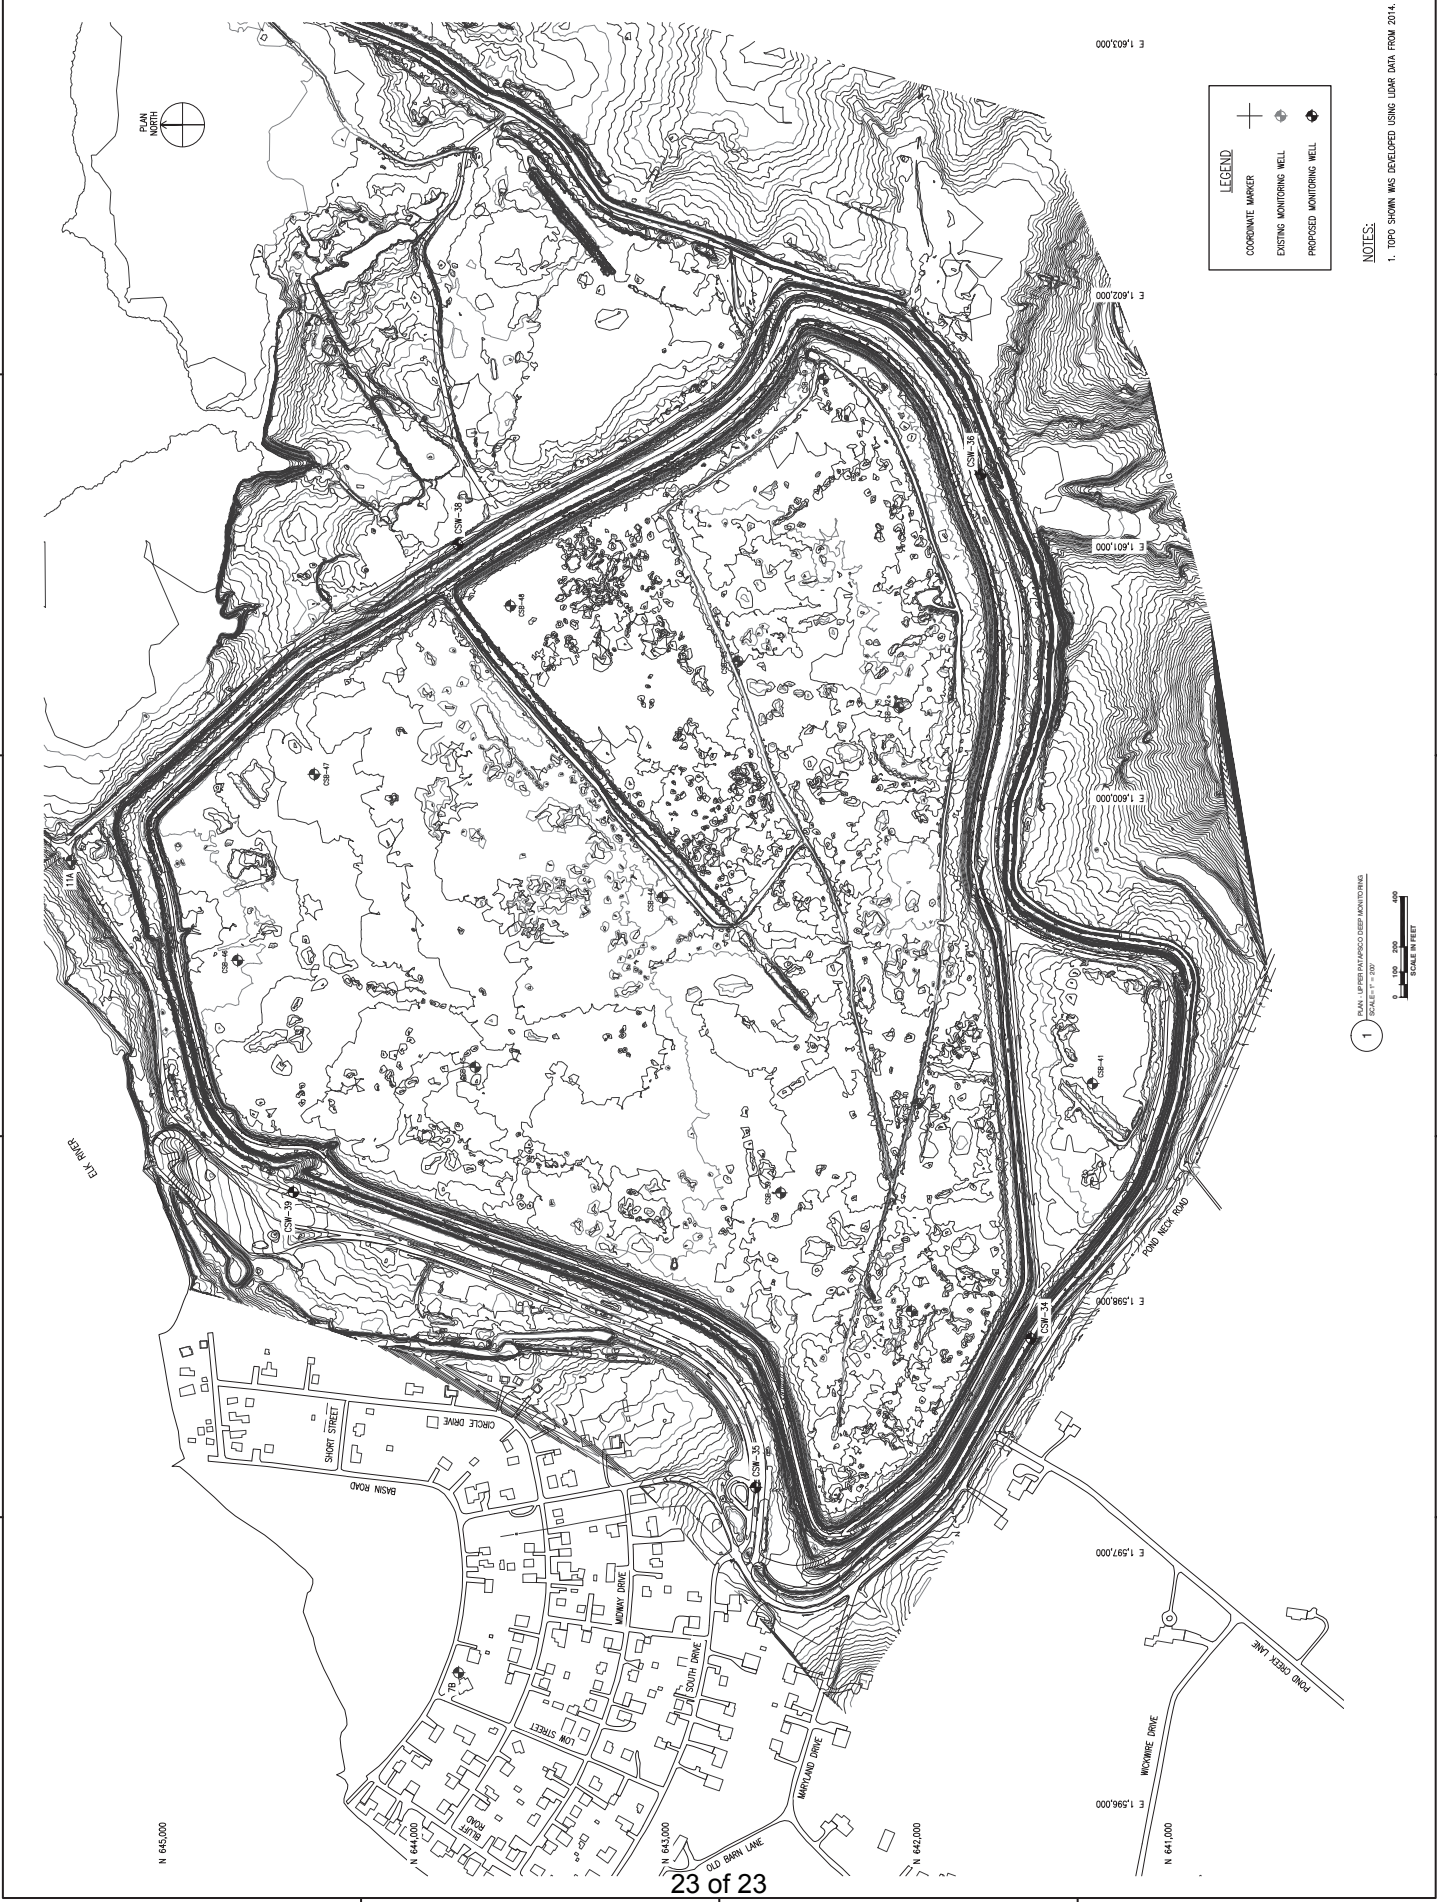 PLAN
NORTH
ELK RIVER
11A
CSB-46
CSB-47
CSW-38
CSB-48
CSW-36
CSB-44
CSW-39
CSB-41
CSW-34
CSW-35
7B
SHORT STREET
CIRCLE DRIVE
BASIN ROAD
MIDWAY DRIVE
SOUTH DRIVE
LOW STREET
BLUFF
ROAD
MARYLAND DRIVE
OLD BARN LANE
WICKWIRE DRIVE
POND CREEK LANE
POND NECK ROAD
N 645,000
N 644,000
N 643,000
N 642,000
N 641,000
E 1,603,000
E 1,602,000
E 1,601,000
E 1,600,000
E 1,598,000
E 1,597,000
E 1,596,000
LEGEND
COORDINATE MARKER
EXISTING MONITORING WELL
PROPOSED MONITORING WELL
NOTES:
1. TOPO SHOWN WAS DEVELOPED USING LIDAR DATA FROM 2014.
1
PLAN - UPPER PATAPSCO DEEP MONITORING
SCALE = 1" = 200'
0 100 200 400
SCALE IN FEET
23 of 23